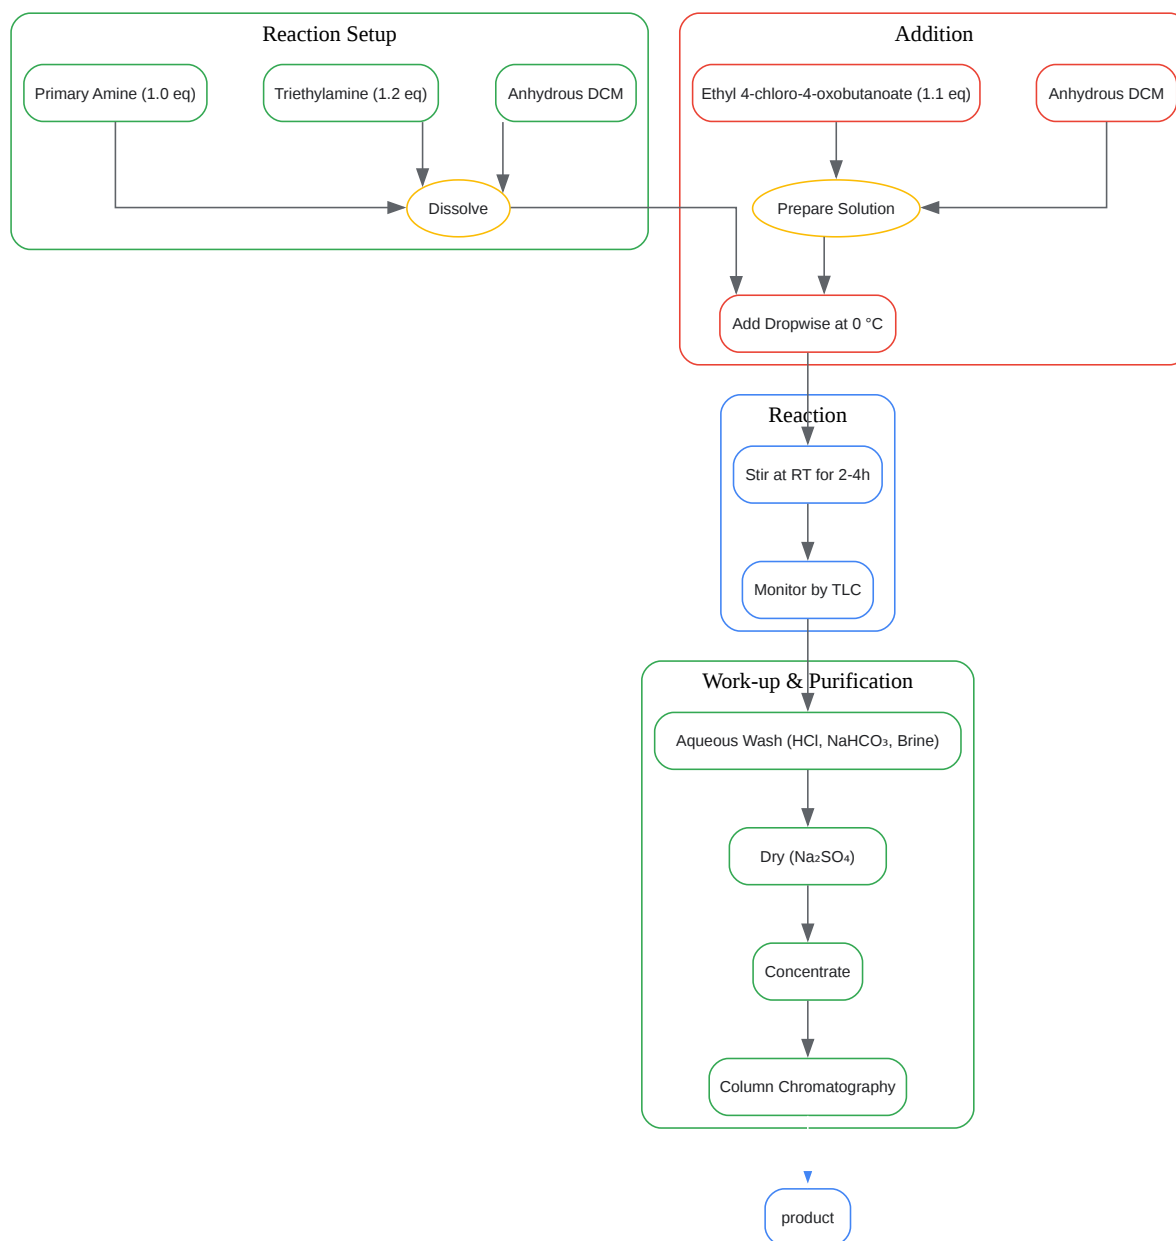 Reaction Setup
Primary Amine (1.0 eq)
Triethylamine (1.2 eq)
Anhydrous DCM
Dissolve
Addition
Ethyl 4-chloro-4-oxobutanoate (1.1 eq)
Anhydrous DCM
Prepare Solution
Add Dropwise at 0 °C
Reaction
Stir at RT for 2-4h
Monitor by TLC
Work-up & Purification
Aqueous Wash (HCl, NaHCO₃, Brine)
Dry (Na₂SO₄)
Concentrate
Column Chromatography
product